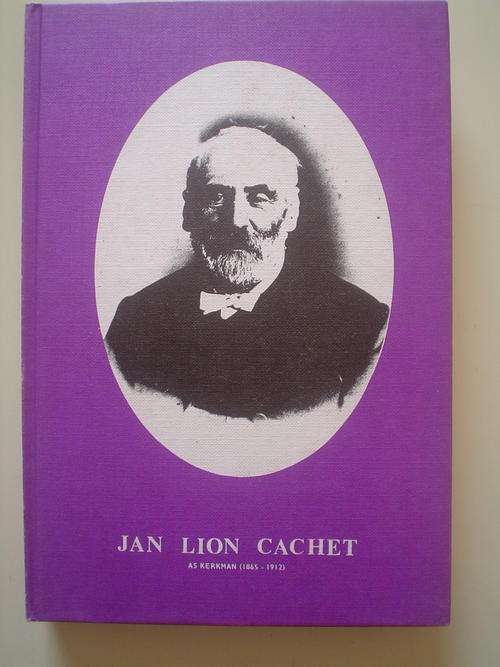 JAN LION CACHET
AS KERKMAN (1865 - 1912)